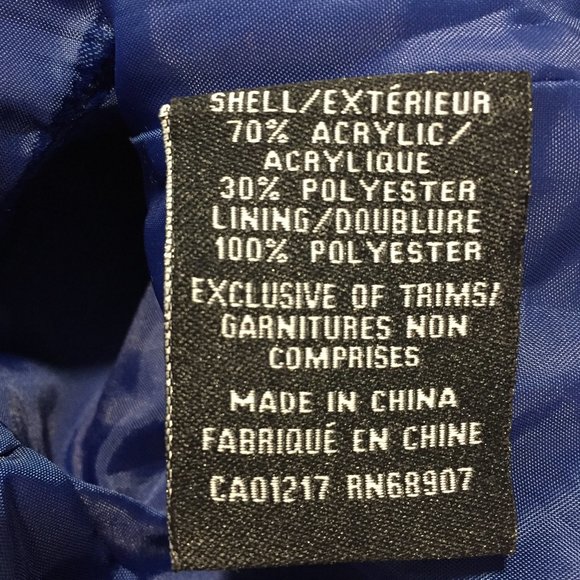 SHELL/EXTÉRIEUR
70% ACRYLIC/
ACRYLIQUE
30% POLYESTER
LINING/DOUBLURE
100% POLYESTER
EXCLUSIVE OF TRIMS/
GARNITURES NON
COMPRISES
MADE IN CHINA
FABRIQUÉ EN CHINE
CA01217 RN68907